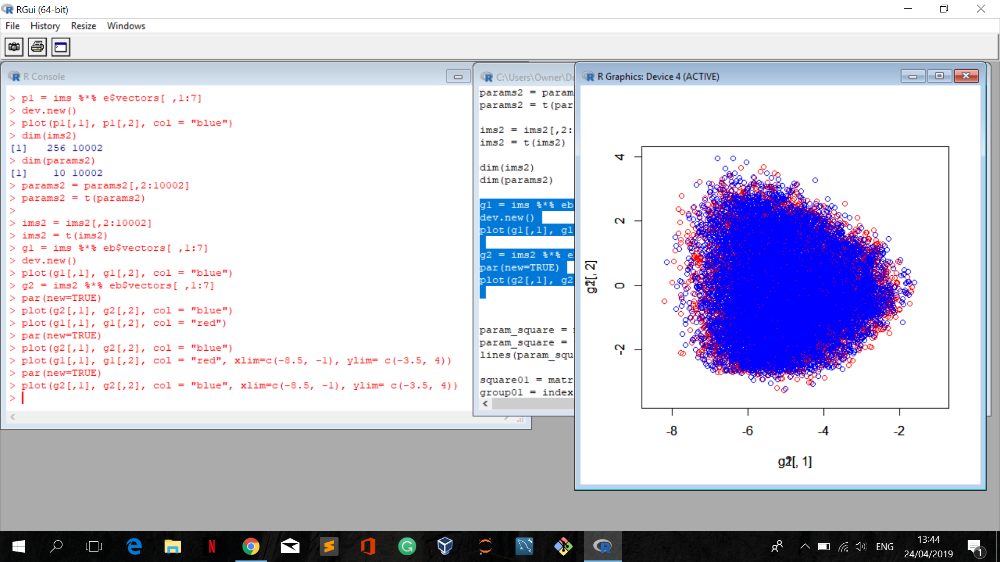 RGui (64-bit)
File History Resize Windows
R Console
> p1 = ims %*% e$vectors[ ,1:7]
> dev.new()
> plot(p1[,1], p1[,2], col = "blue")
> dim(ims2)
[1]   256 10002
> dim(params2)
[1]    10 10002
> params2 = params2[,2:10002]
> params2 = t(params2)
>
> ims2 = ims2[,2:10002]
> ims2 = t(ims2)
> g1 = ims %*% eb$vectors[ ,1:7]
> dev.new()
> plot(g1[,1], g1[,2], col = "blue")
> g2 = ims2 %*% eb$vectors[ ,1:7]
> par(new=TRUE)
> plot(g2[,1], g2[,2], col = "blue")
> plot(g1[,1], g1[,2], col = "red")
> par(new=TRUE)
> plot(g2[,1], g2[,2], col = "blue")
> plot(g1[,1], g1[,2], col = "red", xlim=c(-8.5, -1), ylim= c(-3.5, 4))
> par(new=TRUE)
> plot(g2[,1], g2[,2], col = "blue", xlim=c(-8.5, -1), ylim= c(-3.5, 4))
>
C:\Users\Owner\Do
params2 = param
params2 = t(par
ims2 = ims2[,2:
ims2 = t(ims2)
dim(ims2)
dim(params2)
g1 = ims %*% eb
dev.new()
plot(g1[,1], g1
g2 = ims2 %*% e
par(new=TRUE)
plot(g2[,1], g2
param_square =
param_square =
lines(param_squ
square01 = matr
group01 = index
R Graphics: Device 4 (ACTIVE)
4
2
0
-2
-8 -6 -4 -2
ENG
13:44
24/04/2019
1